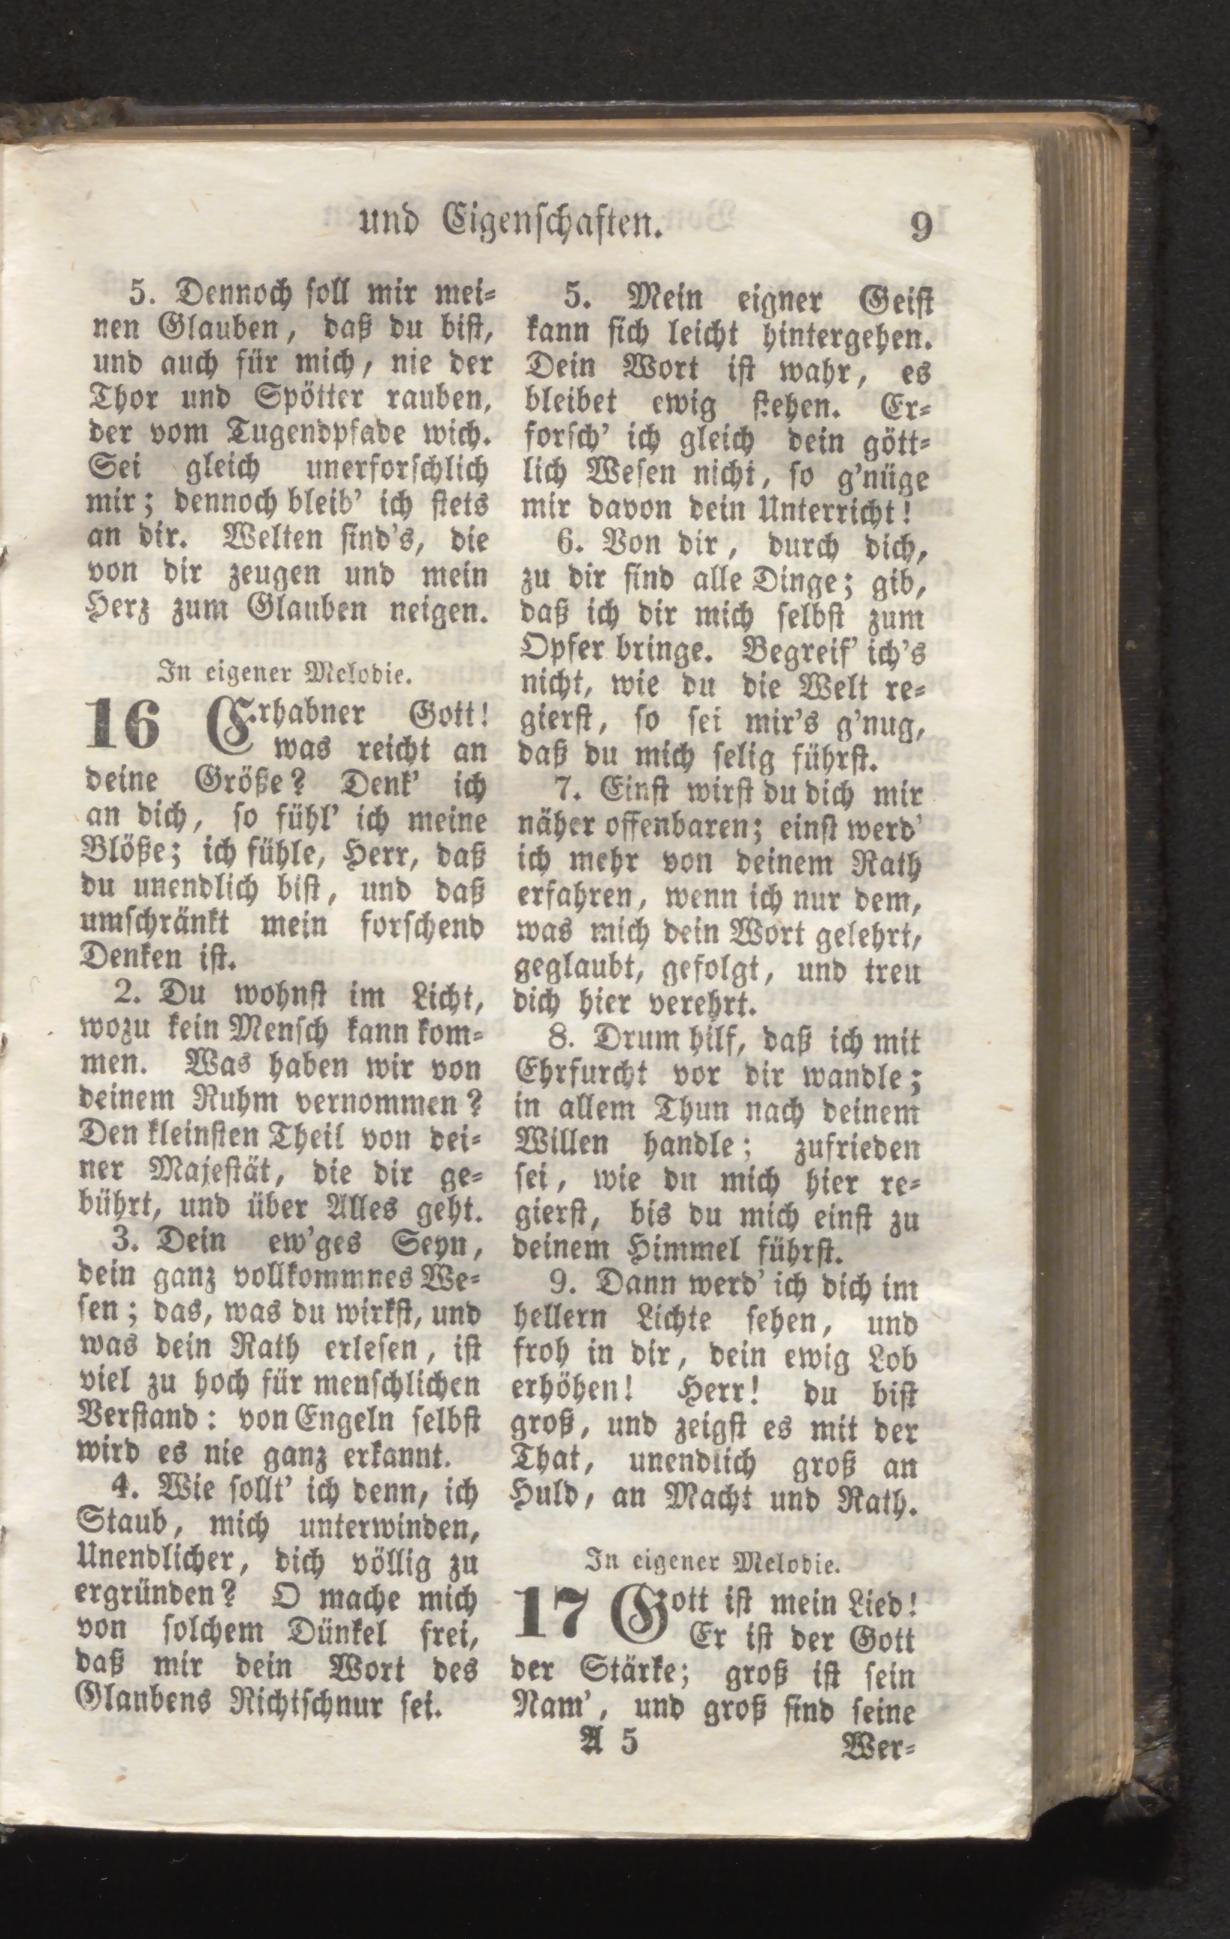 und Eigenschaften.
9
5. Dennoch soll mir mei-
nen Glauben, daß du bist,
und auch für mich, nie der
Thor und Spötter rauben,
der vom Tugendpfade wich.
Sei gleich unerforschlich
mir; dennoch bleib' ich stets
an dir. Welten sind's, die
von dir zeugen und mein
Herz zum Glauben neigen.
In eigener Melodie.
16 Erhabner Gott!
was reicht an
deine Größe? Denk' ich
an dich, so fühl' ich meine
Blöße; ich fühle, Herr, daß
du unendlich bist, und daß
umschränkt mein forschend
Denken ist.
2. Du wohnst im Licht,
wozu kein Mensch kann kom-
men. Was haben wir von
deinem Ruhm vernommen?
Den kleinsten Theil von dei-
ner Majestät, die dir ge-
bührt, und über Alles geht.
3. Dein ew'ges Seyn,
dein ganz vollkommnes We-
sen; das, was du wirkst, und
was dein Rath erlesen, ist
viel zu hoch für menschlichen
Verstand: von Engeln selbst
wird es nie ganz erkannt.
4. Wie sollt' ich denn, ich
Staub, mich unterwinden,
Unendlicher, dich völlig zu
ergründen? O mache mich
von solchem Dünkel frei,
daß mir dein Wort des
Glaubens Richtschnur sei.
5. Mein eigner Geist
kann sich leicht hintergehen.
Dein Wort ist wahr, es
bleibet ewig stehen. Er-
forsch' ich gleich dein gött-
lich Wesen nicht, so g'nüge
mir davon dein Unterricht!
6. Von dir, durch dich,
zu dir sind alle Dinge; gib,
daß ich dir mich selbst zum
Opfer bringe. Begreif' ich's
nicht, wie du die Welt re-
gierst, so sei mir's g'nug,
daß du mich selig führst.
7. Einst wirst du dich mir
näher offenbaren; einst werd'
ich mehr von deinem Rath
erfahren, wenn ich nur dem,
was mich dein Wort gelehrt,
geglaubt, gefolgt, und treu
dich hier verehrt.
8. Drum hilf, daß ich mit
Ehrfurcht vor dir wandle;
in allem Thun nach deinem
Willen handle; zufrieden
sei, wie du mich hier re-
gierst, bis du mich einst zu
deinem Himmel führst.
9. Dann werd' ich dich im
hellern Lichte sehen, und
froh in dir, dein ewig Lob
erhöhen! Herr! du bist
groß, und zeigst es mit der
That, unendlich groß an
Huld, an Macht und Rath.
In eigener Melodie.
17 Gott ist mein Lied!
Er ist der Gott
der Stärke; groß ist sein
Nam', und groß sind seine
A 5
Wer-